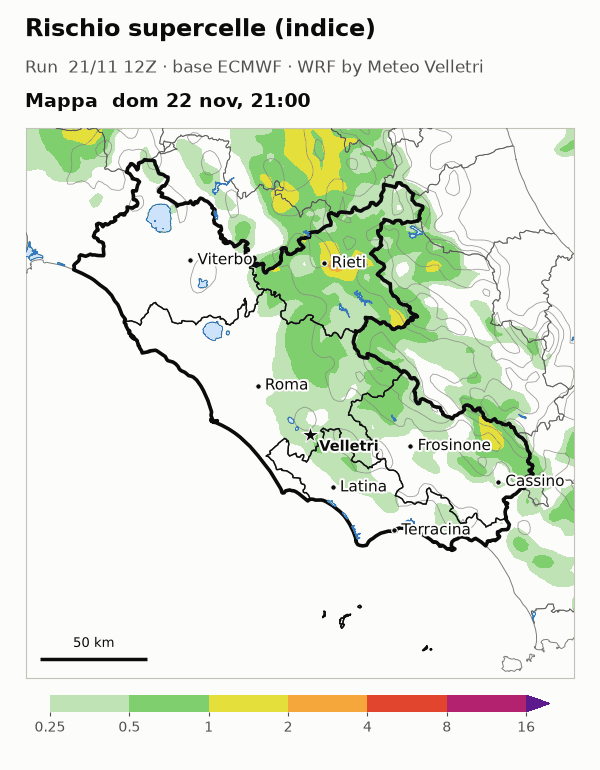 Rischio supercelle (indice)
Run  21/11 12Z · base ECMWF · WRF by Meteo Velletri
Mappa  dom 22 nov, 21:00
Viterbo
Rieti
Roma
Velletri
Frosinone
Latina
Cassino
Terracina
50 km
0.25 0.5 1 2 4 8 16